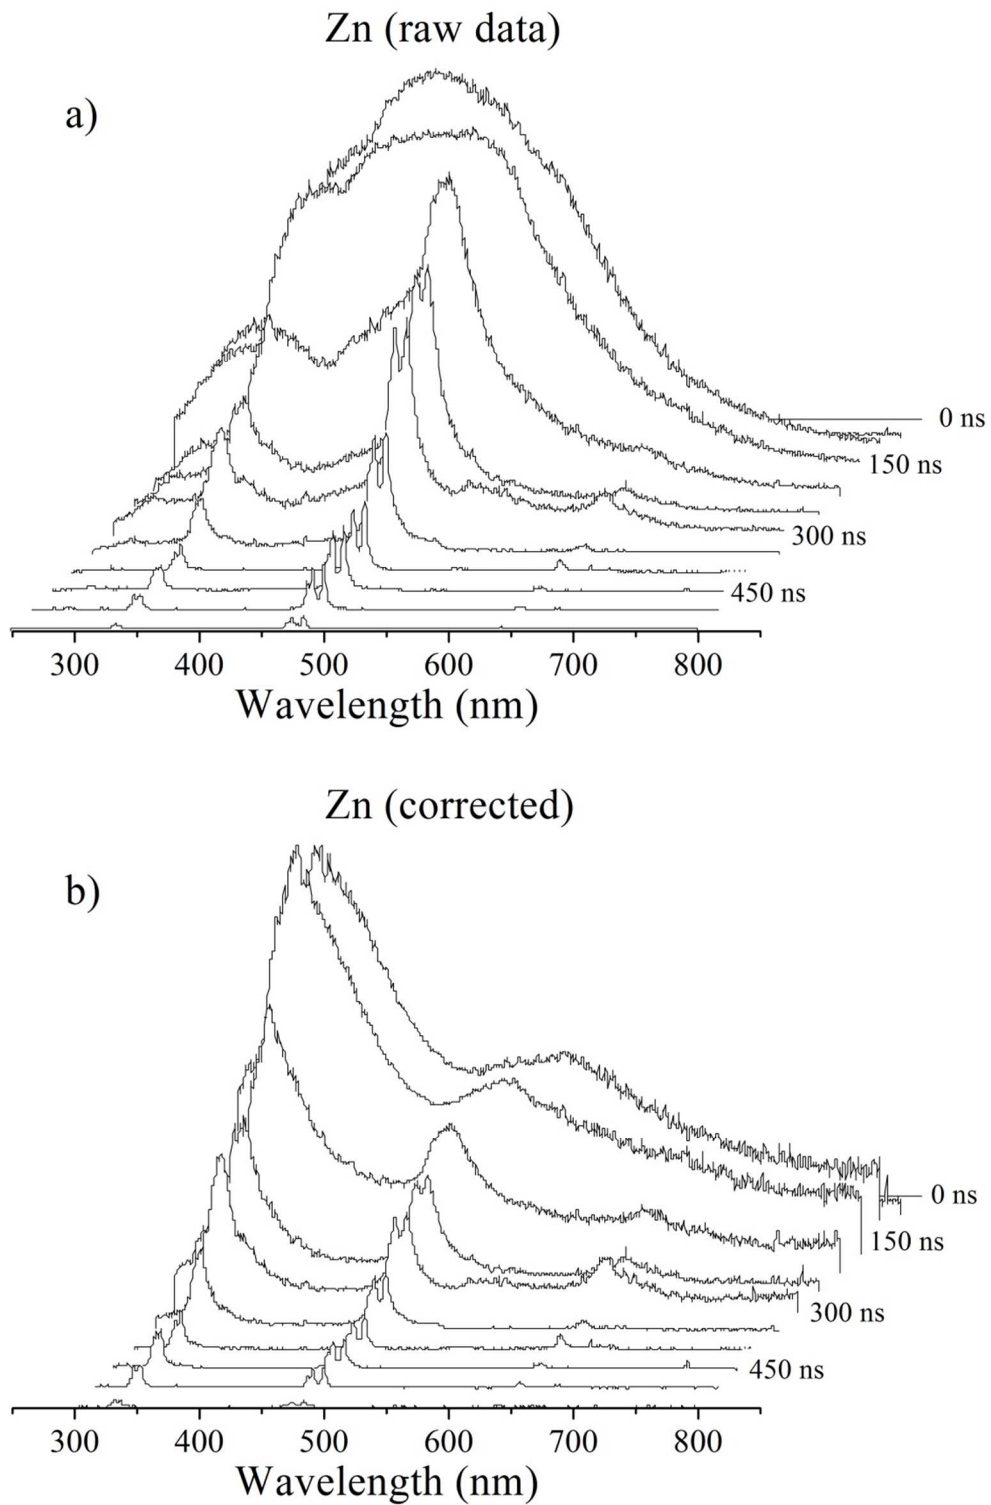 Zn (raw data)
a)
0 ns
150 ns
300 ns
450 ns
300 400 500 600 700 800
Wavelength (nm)
Zn (corrected)
b)
0 ns
150 ns
300 ns
450 ns
300 400 500 600 700 800
Wavelength (nm)